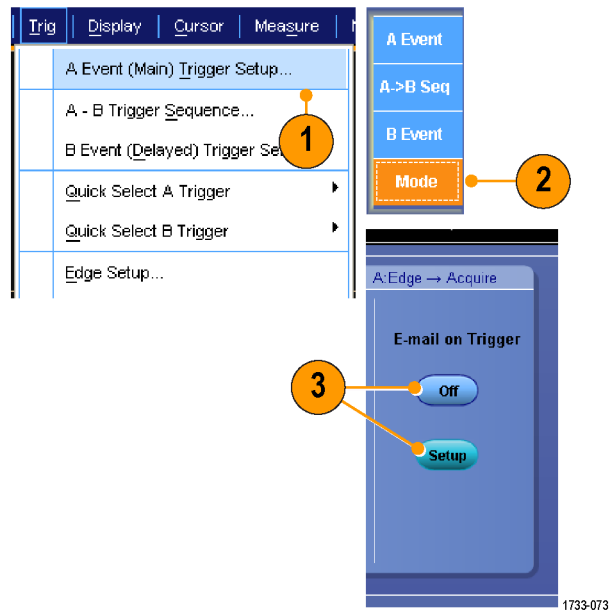 Trig Display Cursor Measure
A Event (Main) Trigger Setup...
A - B Trigger Sequence...
B Event (Delayed) Trigger Se
1
Quick Select A Trigger
Quick Select B Trigger
Edge Setup...
A Event
A->B Seq
B Event
Mode
2
A:Edge → Acquire
E-mail on Trigger
3
Off
Setup
1733-073